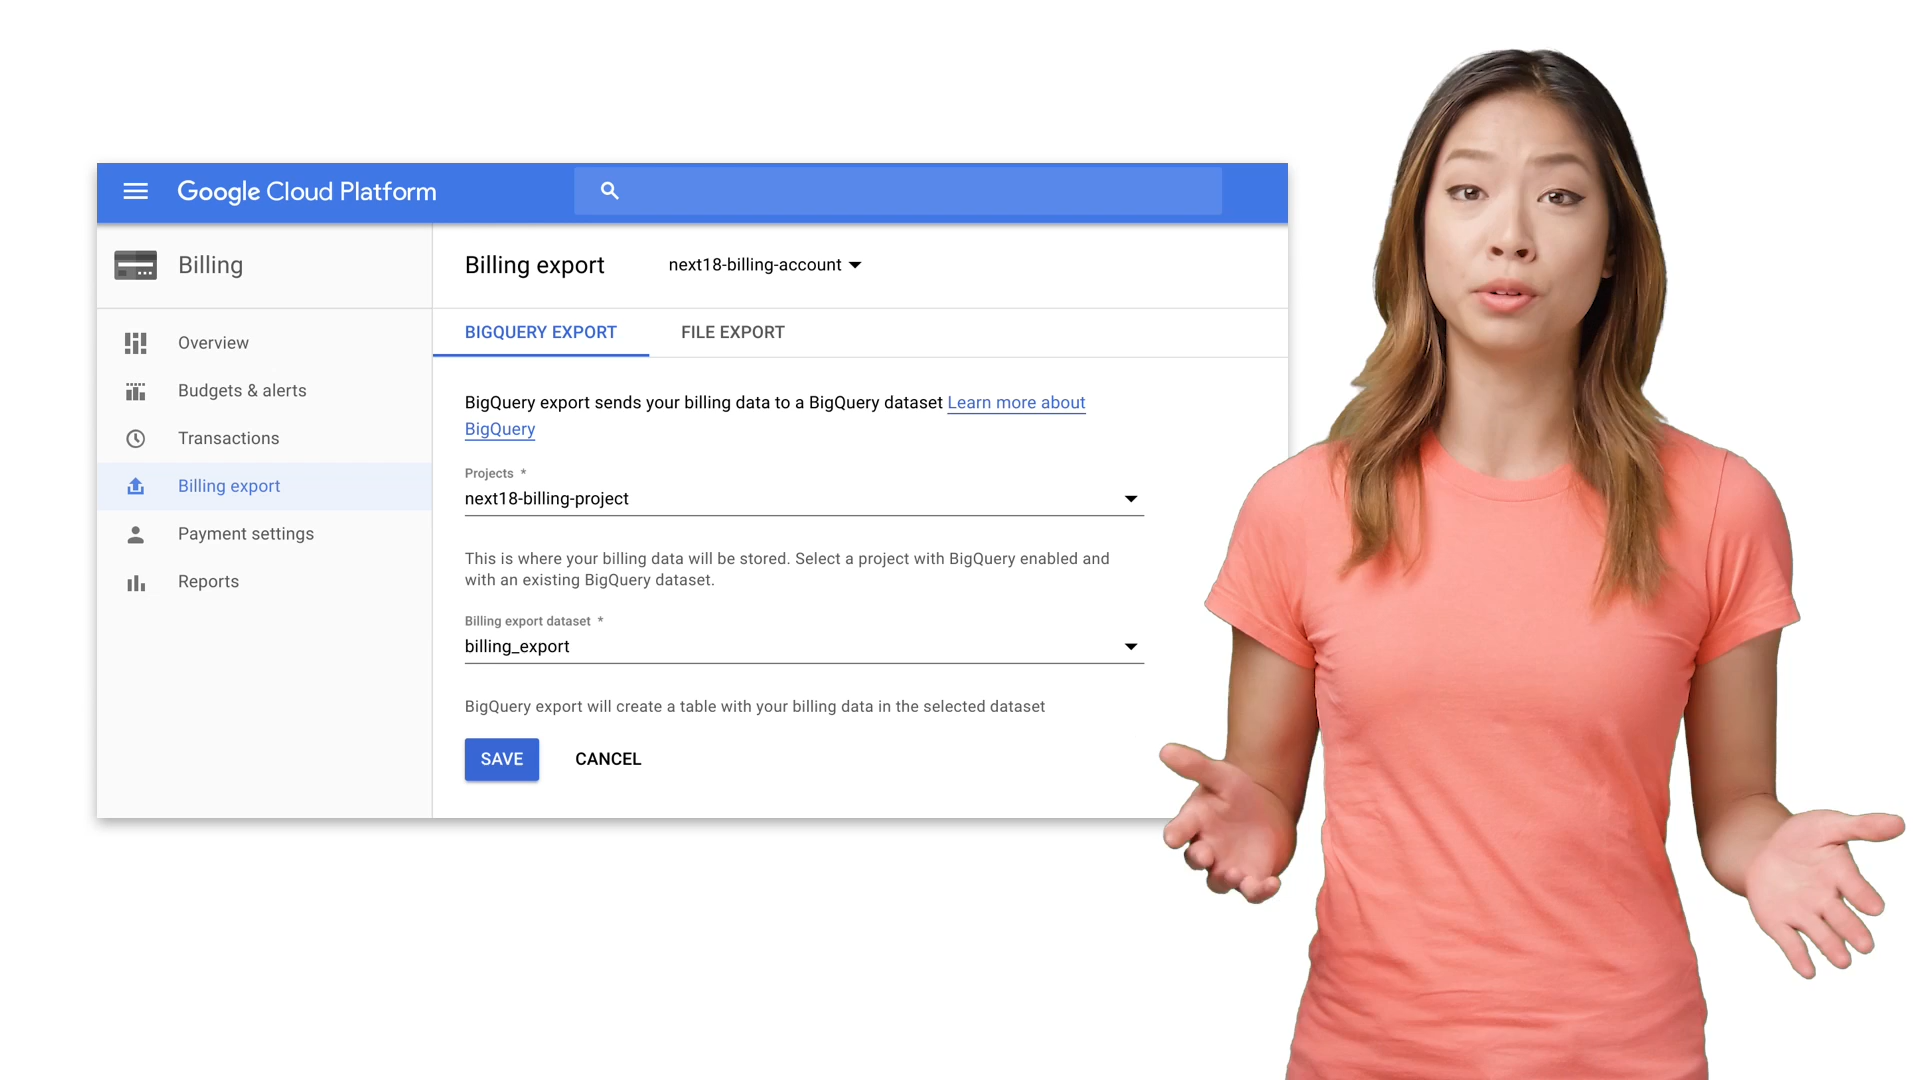 Google Cloud Platform
Billing
Billing export
next18-billing-account
Overview
Budgets & alerts
Transactions
Billing export
Payment settings
Reports
BIGQUERY EXPORT
FILE EXPORT
BigQuery export sends your billing data to a BigQuery dataset Learn more about
BigQuery
Projects *
next18-billing-project
This is where your billing data will be stored. Select a project with BigQuery enabled and
with an existing BigQuery dataset.
Billing export dataset *
billing_export
BigQuery export will create a table with your billing data in the selected dataset
SAVE
CANCEL